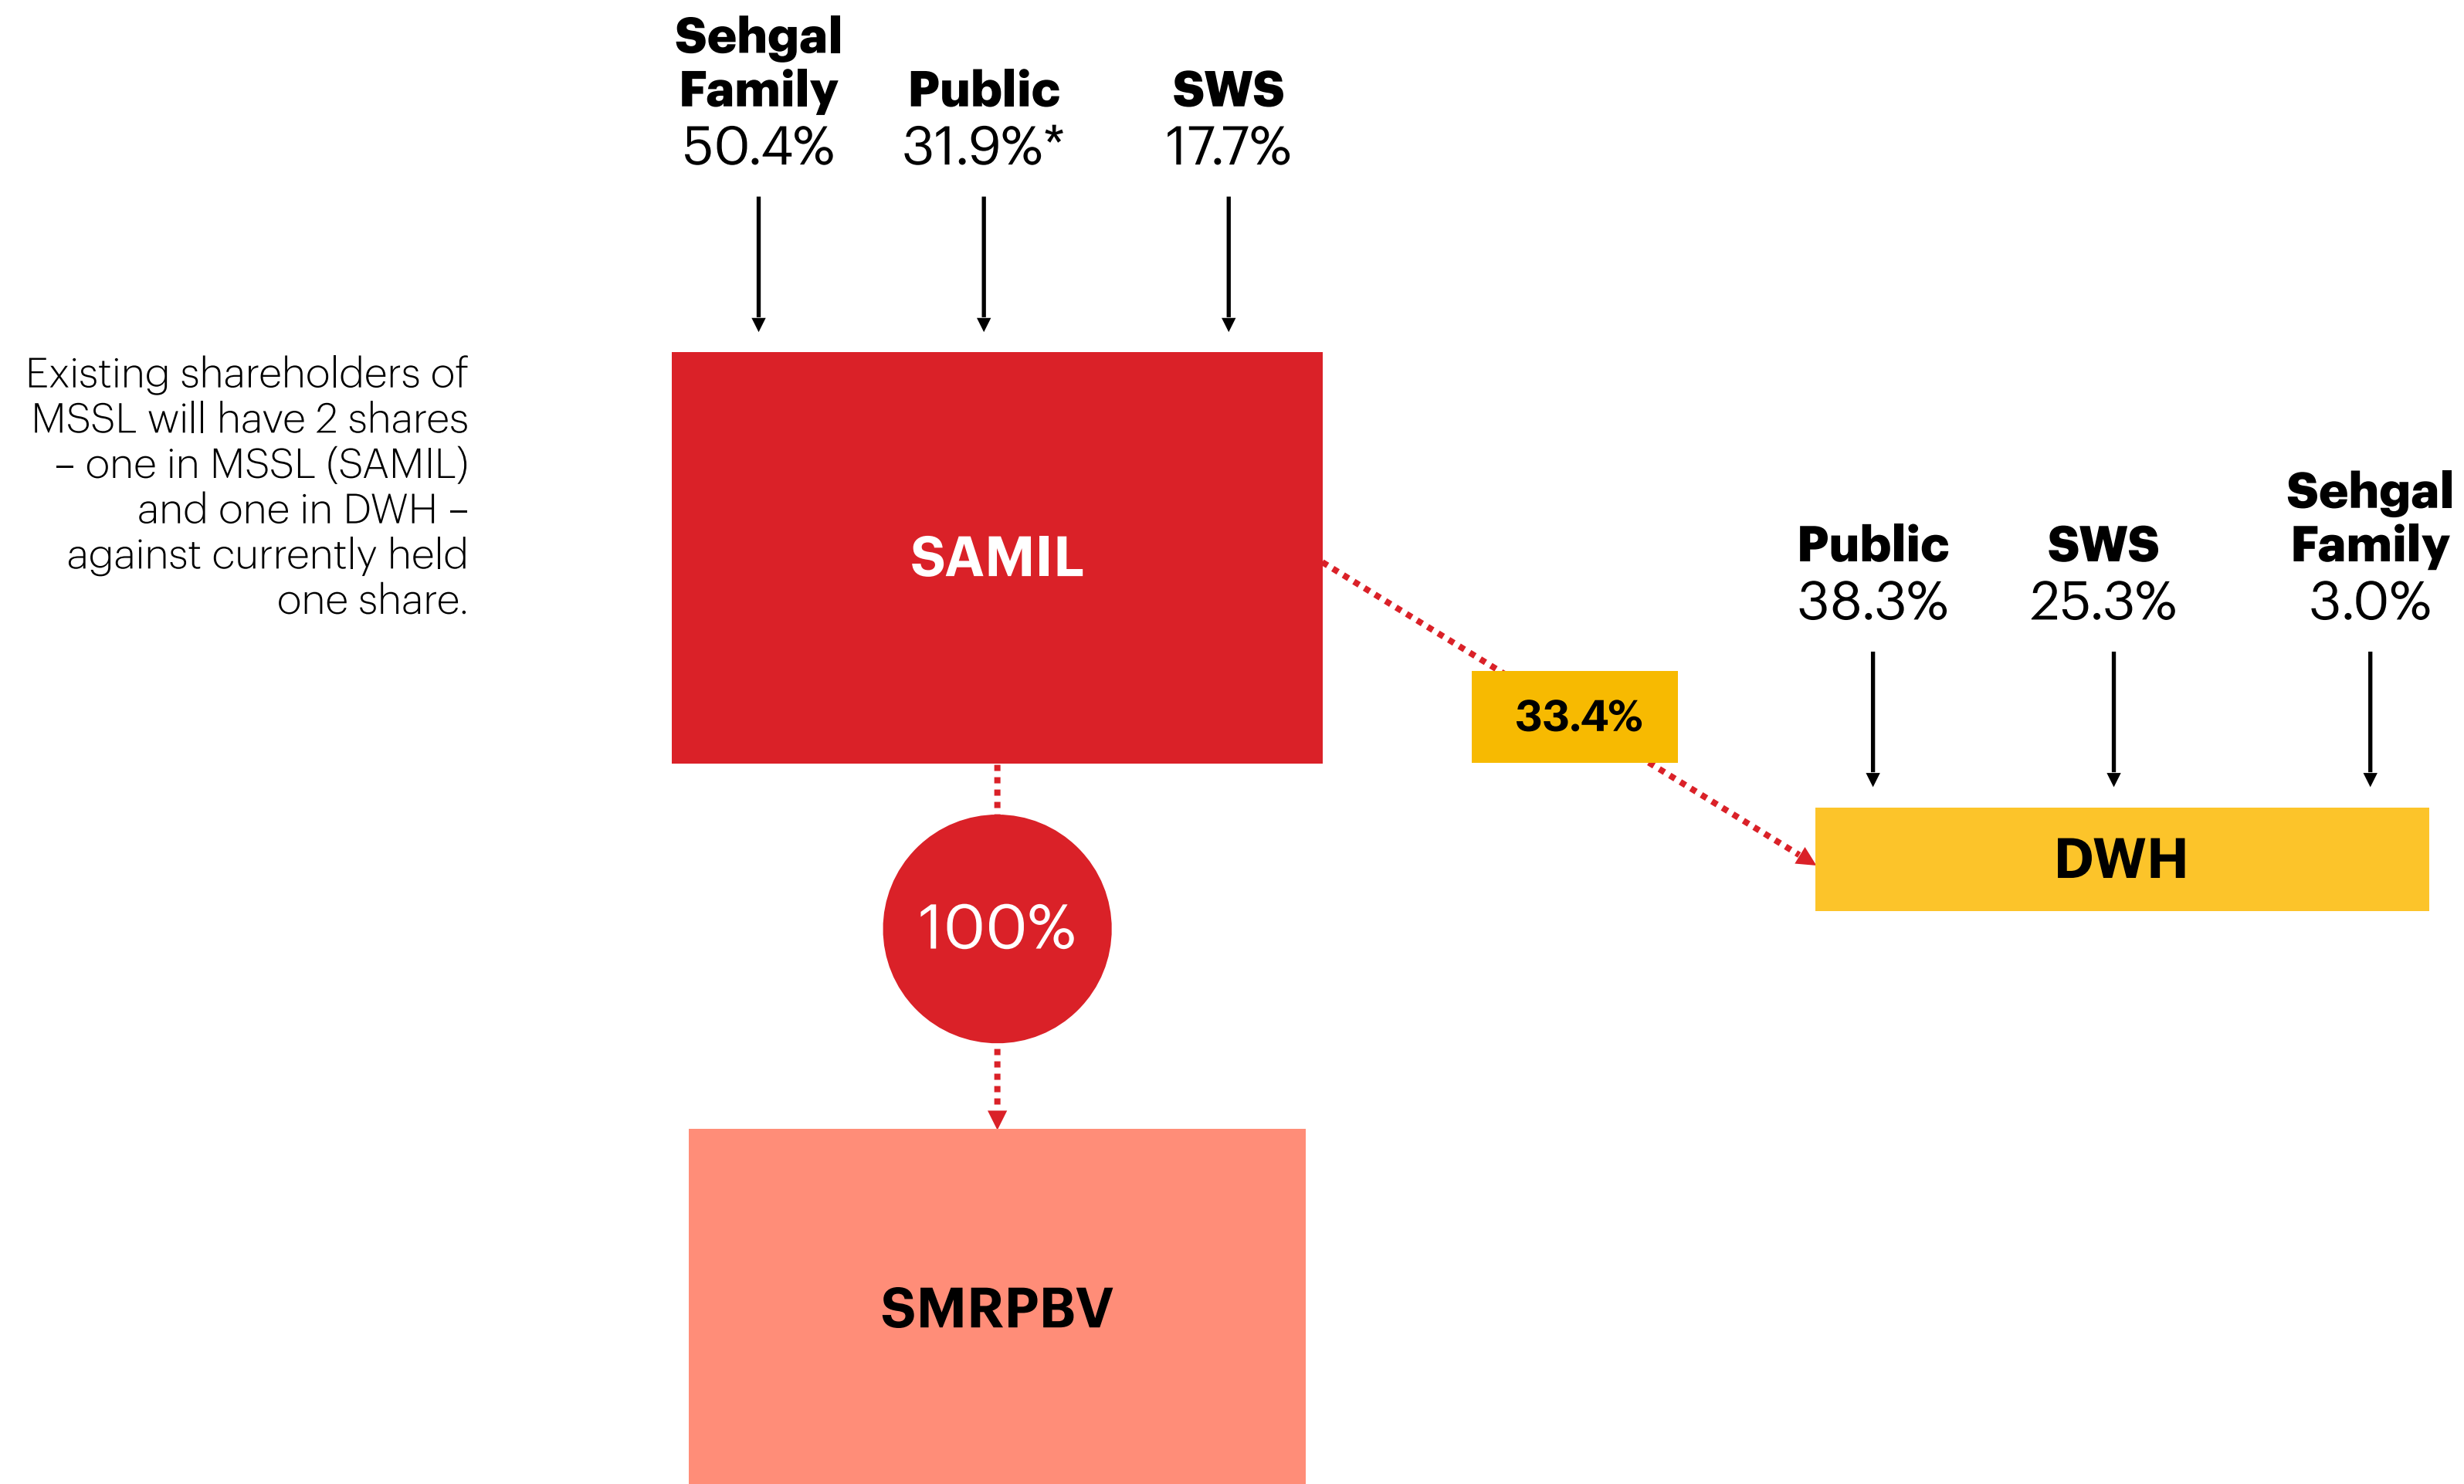 Sehgal
Family
50.4%
Public
31.9%*
SWS
17.7%
Existing shareholders of
MSSL will have 2 shares
– one in MSSL (SAMIL)
and one in DWH –
against currently held
one share.
SAMIL
33.4%
Public
38.3%
SWS
25.3%
Sehgal
Family
3.0%
DWH
100%
SMRPBV